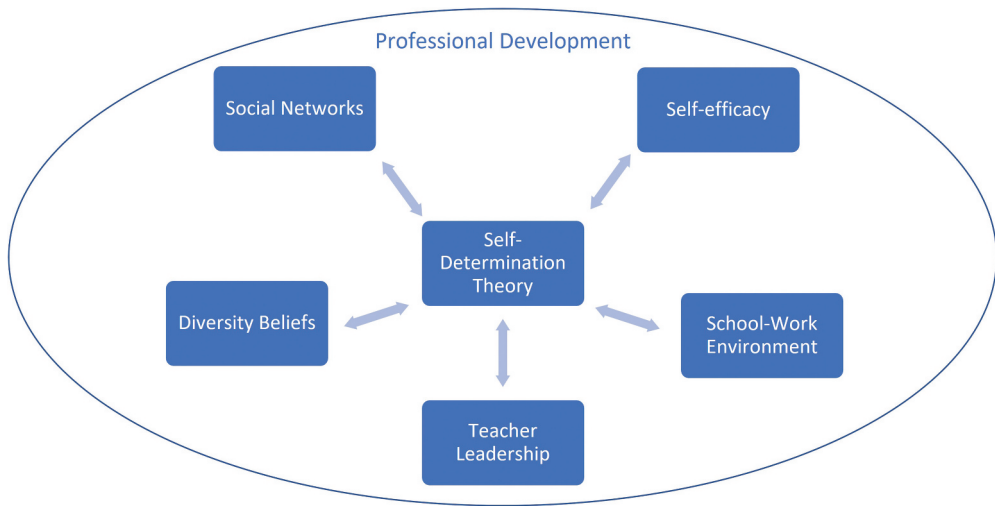 Professional Development
Social Networks
Self-efficacy
Self-
Determination
Theory
Diversity Beliefs
School-Work
Environment
Teacher
Leadership